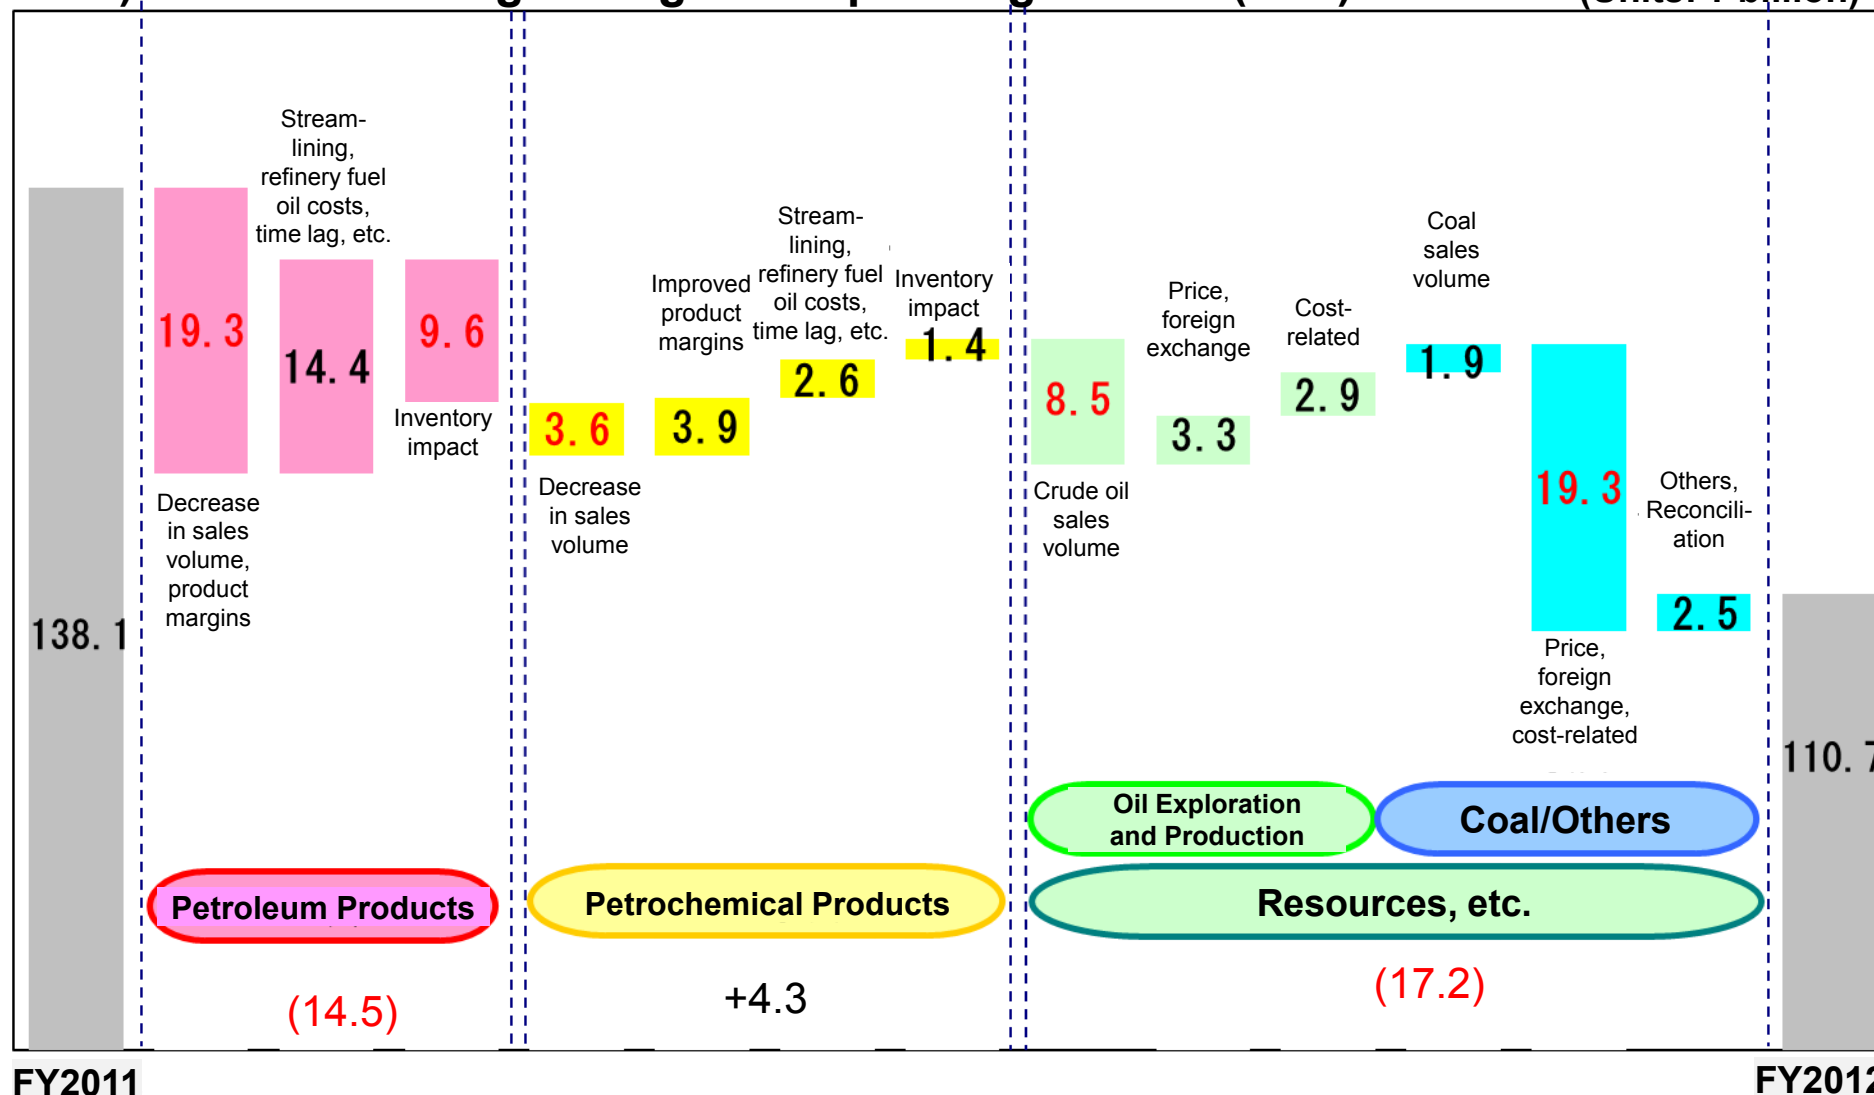 138.1
Stream-
lining,
refinery fuel
oil costs,
time lag, etc.
19.3
14.4
9.6
Decrease
in sales
volume,
product
margins
Inventory
impact
Improved
product
margins
Stream-
lining,
refinery fuel
oil costs,
time lag, etc.
Inventory
impact
3.6
3.9
2.6
1.4
Decrease
in sales
volume
Price,
foreign
exchange
Cost-
related
Coal
sales
volume
8.5
3.3
2.9
1.9
19.3
2.5
Crude oil
sales
volume
Others,
Reconcili-
ation
Price,
foreign
exchange,
cost-related
110.7
Oil Exploration
and Production
Coal/Others
Petroleum Products
Petrochemical Products
Resources, etc.
(14.5)
+4.3
(17.2)
FY2011
FY2012